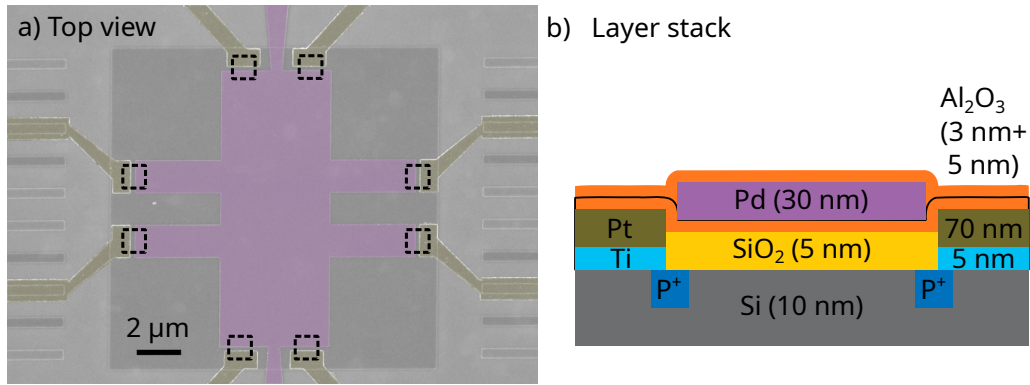 a) Top view
2 µm
b) Layer stack
Al₂O₃
(3 nm+
5 nm)
Pd (30 nm)
Pt
70 nm
SiO₂ (5 nm)
Ti
5 nm
P⁺
P⁺
Si (10 nm)